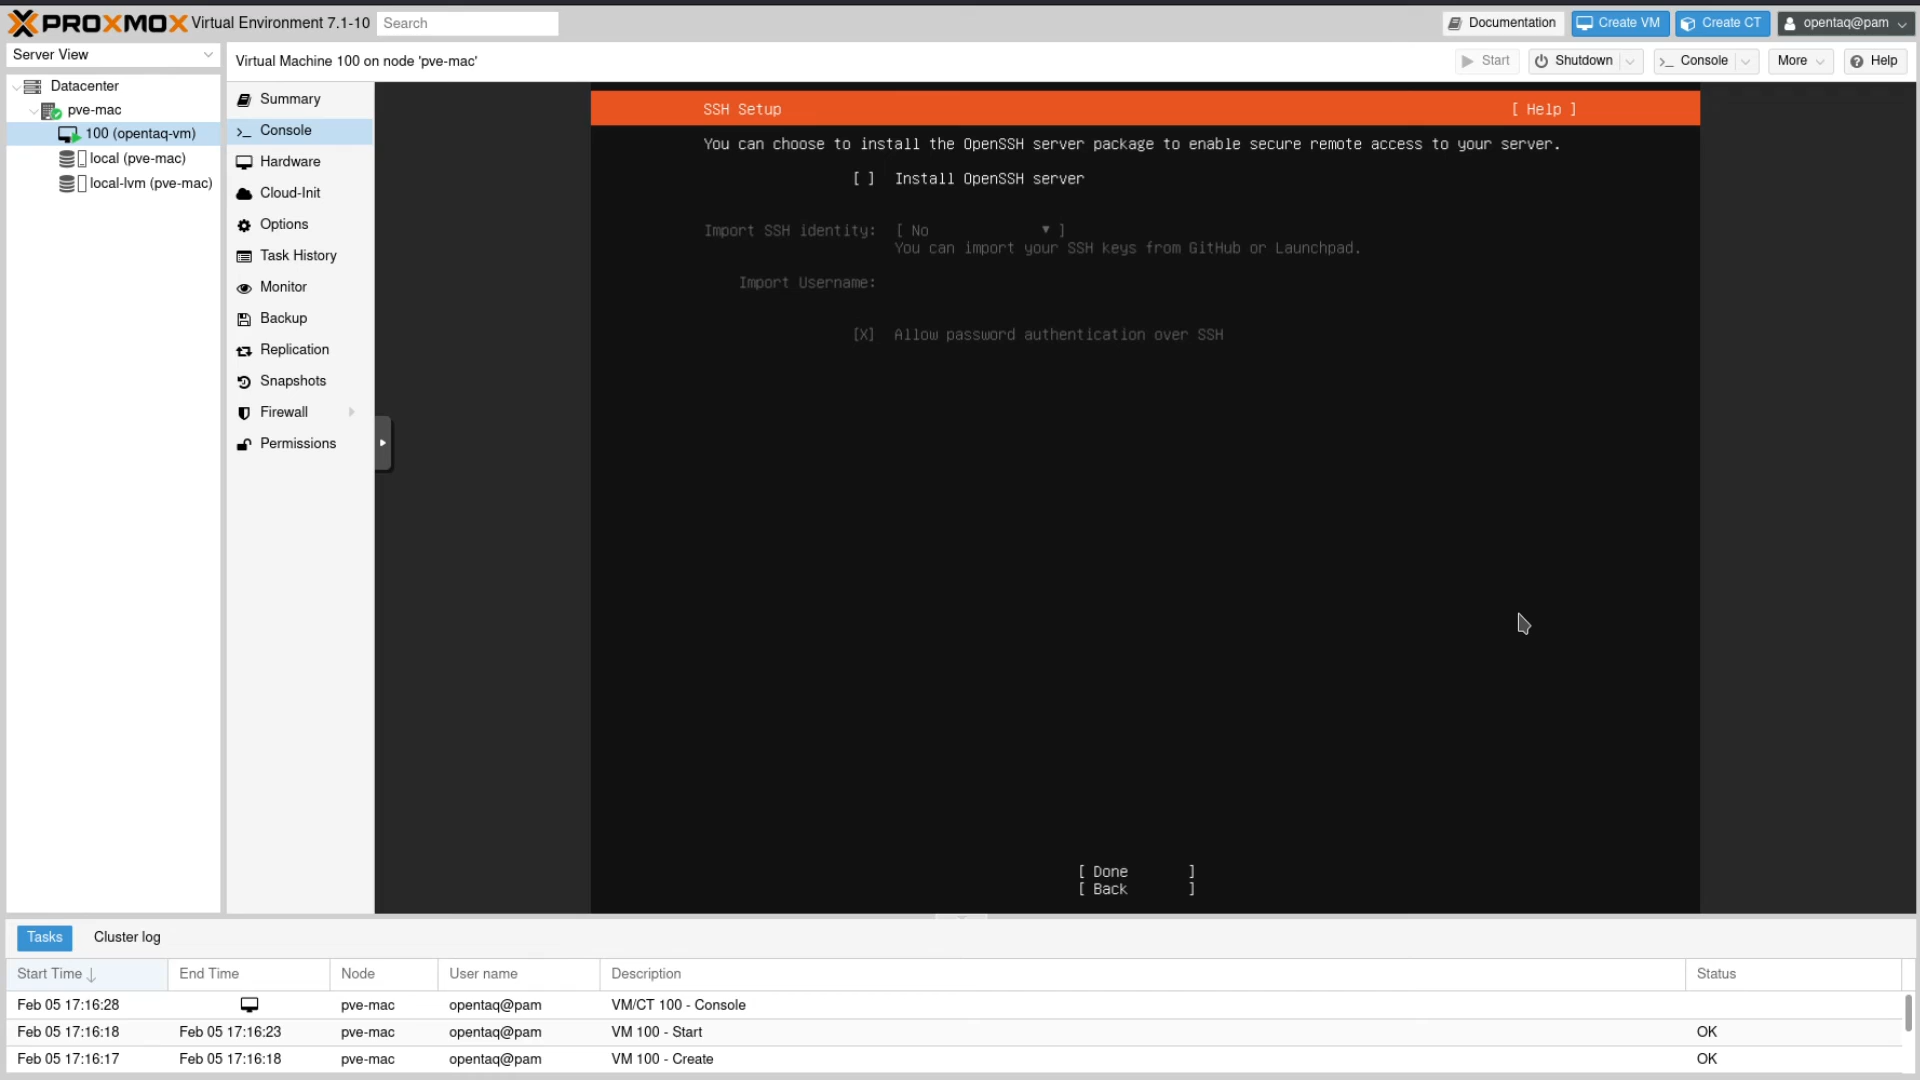 PROXMOX Virtual Environment 7.1-10 Search Documentation Create VM Create CT opentaq@pam
Server View
Virtual Machine 100 on node 'pve-mac' Start Shutdown Console More Help
Datacenter
pve-mac
100 (opentaq-vm)
local (pve-mac)
local-lvm (pve-mac)
Summary
Console
Hardware
Cloud-Init
Options
Task History
Monitor
Backup
Replication
Snapshots
Firewall
Permissions
SSH Setup [ Help ]
You can choose to install the OpenSSH server package to enable secure remote access to your server.
[ ] Install OpenSSH server
Import SSH identity: [ No ▾ ]
You can import your SSH keys from GitHub or Launchpad.
Import Username:
[X] Allow password authentication over SSH
[ Done ]
[ Back ]
Tasks Cluster log
Start Time End Time Node User name Description Status
Feb 05 17:16:28 pve-mac opentaq@pam VM/CT 100 - Console
Feb 05 17:16:18 Feb 05 17:16:23 pve-mac opentaq@pam VM 100 - Start OK
Feb 05 17:16:17 Feb 05 17:16:18 pve-mac opentaq@pam VM 100 - Create OK